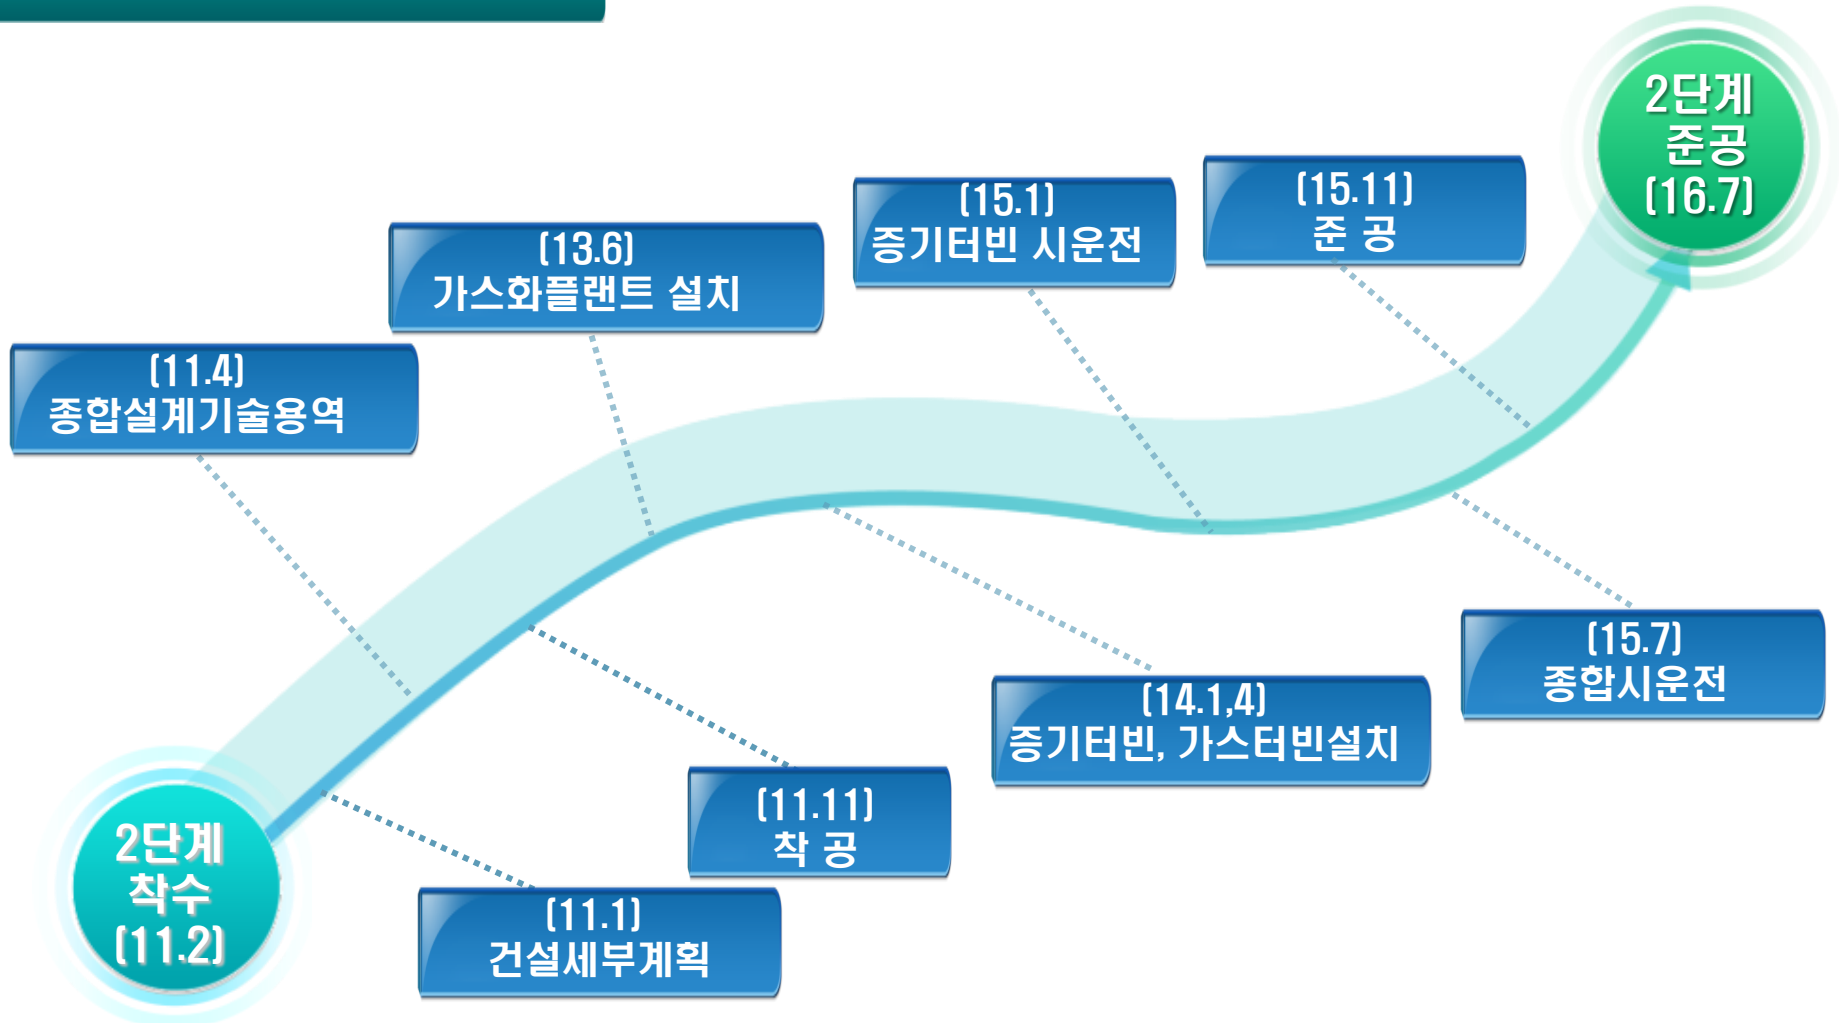 2단계
준공
(16.7)
(15.11)
준 공
(15.1)
증기터빈 시운전
(13.6)
가스화플랜트 설치
(11.4)
종합설계기술용역
(15.7)
종합시운전
(14.1,4)
증기터빈, 가스터빈설치
(11.11)
착 공
(11.1)
건설세부계획
2단계
착수
(11.2)